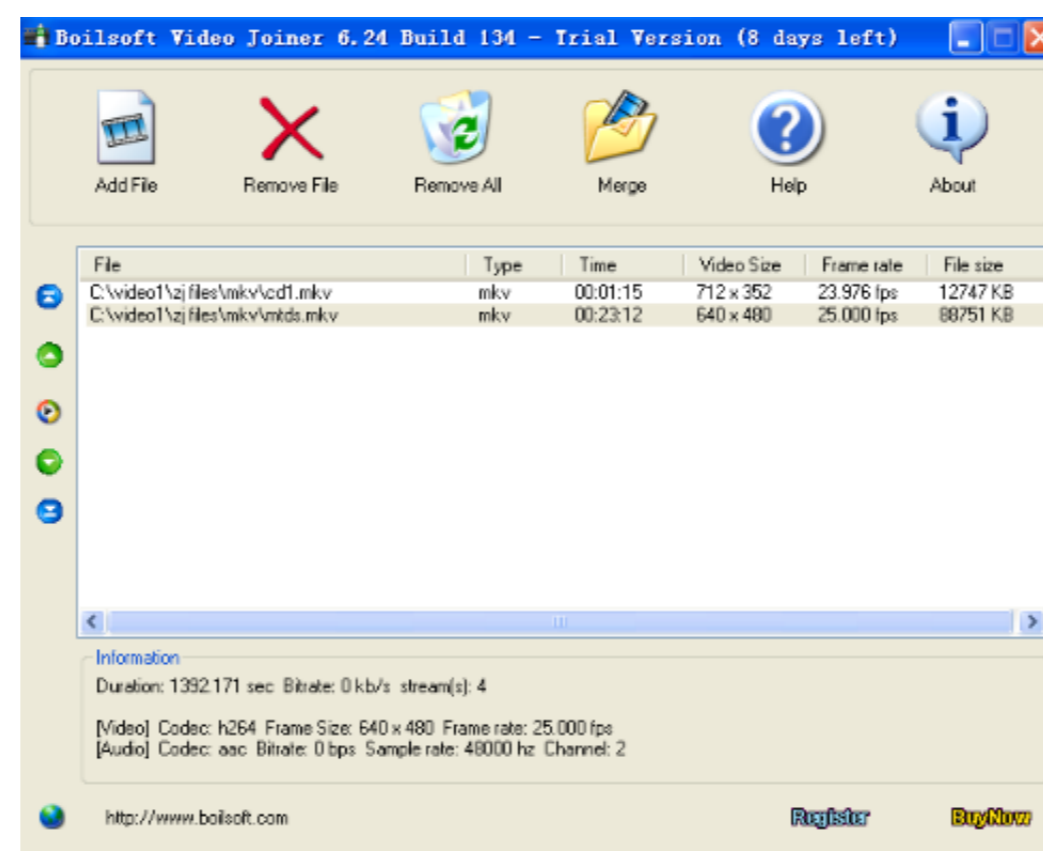 Boilsoft Video Joiner 6.24 Build 134 - Trial Version (8 days left)
Add File Remove File Remove All Merge Help About
File Type Time Video Size Frame rate File size
C:\video1\zj files\mkv\cd1.mkv mkv 00:01:15 712 x 352 23.976 fps 12747 KB
C:\video1\zj files\mkv\mtds.mkv mkv 00:23:12 640 x 480 25.000 fps 88751 KB
Information
Duration: 1392.171 sec Bitrate: 0 kb/s stream(s): 4
[Video] Codec: h264 Frame Size: 640 x 480 Frame rate: 25.000 fps
[Audio] Codec: aac Bitrate: 0 bps Sample rate: 48000 hz Channel: 2
http://www.boilsoft.com Register BuyNow